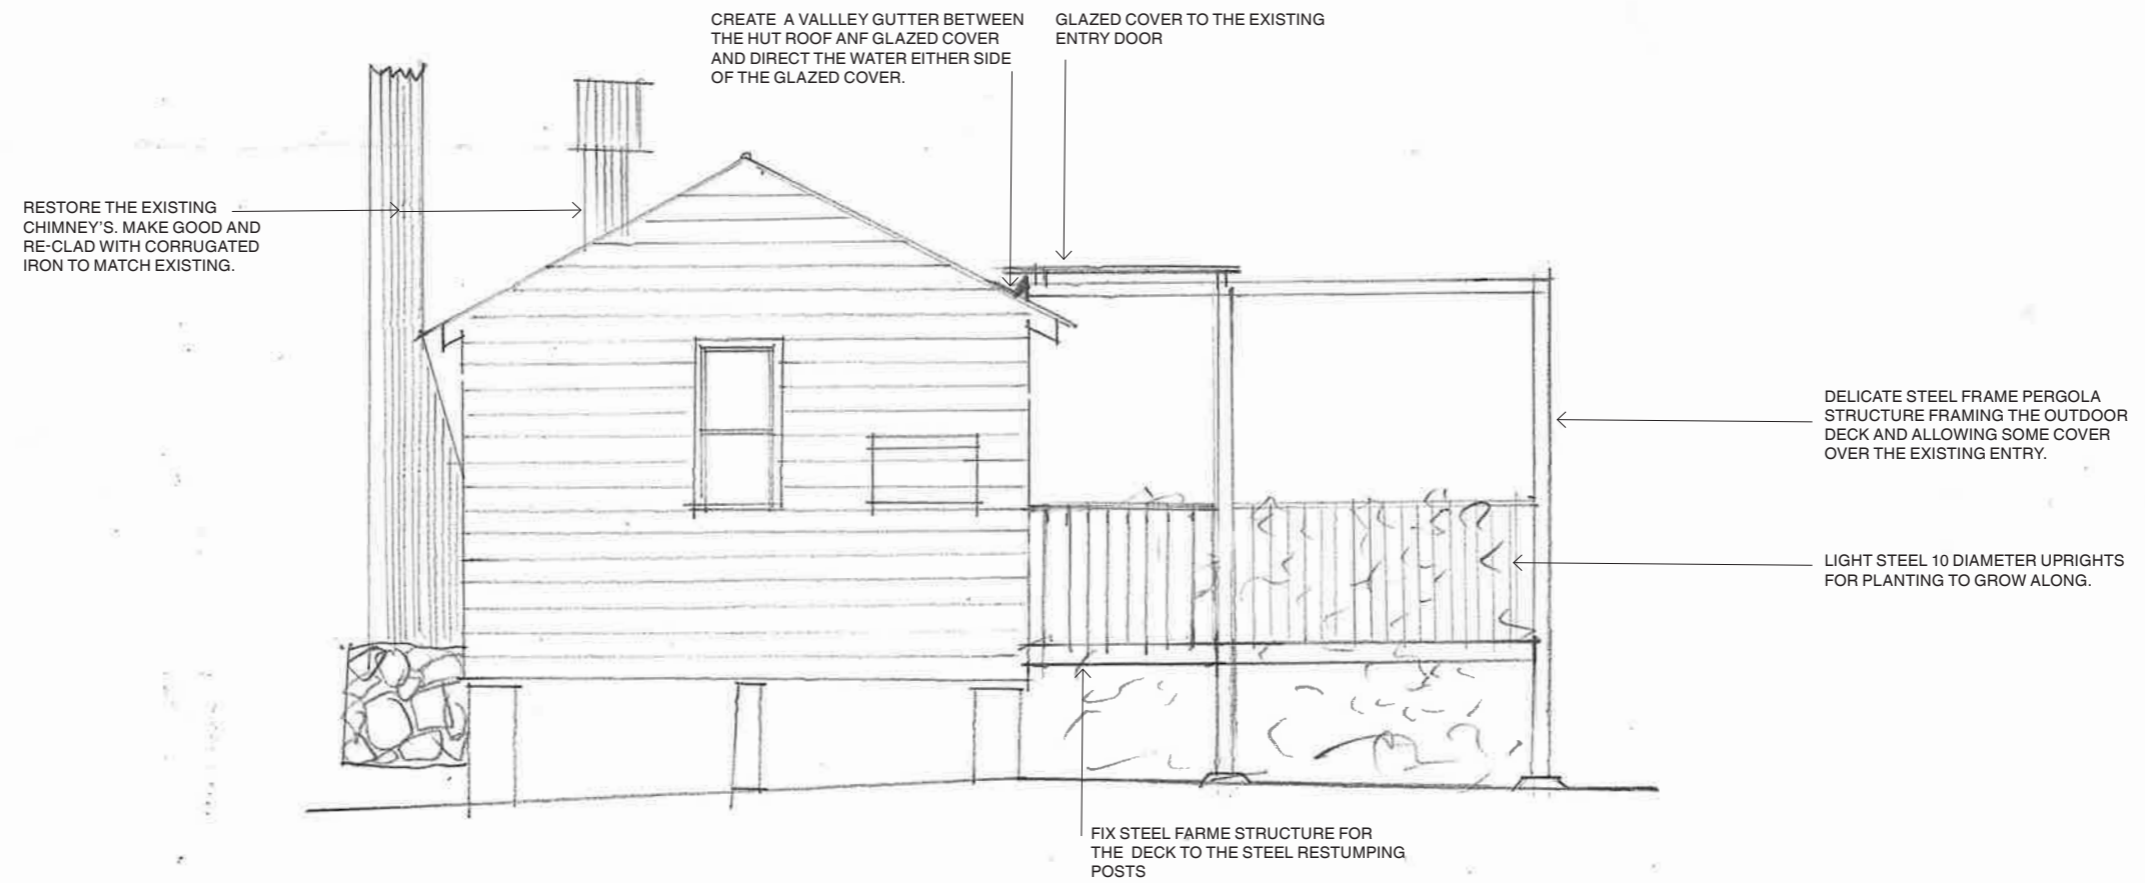 CREATE A VALLLEY GUTTER BETWEEN
THE HUT ROOF ANF GLAZED COVER
AND DIRECT THE WATER EITHER SIDE
OF THE GLAZED COVER.
GLAZED COVER TO THE EXISTING
ENTRY DOOR
RESTORE THE EXISTING
CHIMNEY'S. MAKE GOOD AND
RE-CLAD WITH CORRUGATED
IRON TO MATCH EXISTING.
DELICATE STEEL FRAME PERGOLA
STRUCTURE FRAMING THE OUTDOOR
DECK AND ALLOWING SOME COVER
OVER THE EXISTING ENTRY.
LIGHT STEEL 10 DIAMETER UPRIGHTS
FOR PLANTING TO GROW ALONG.
FIX STEEL FARME STRUCTURE FOR
THE DECK TO THE STEEL RESTUMPING
POSTS